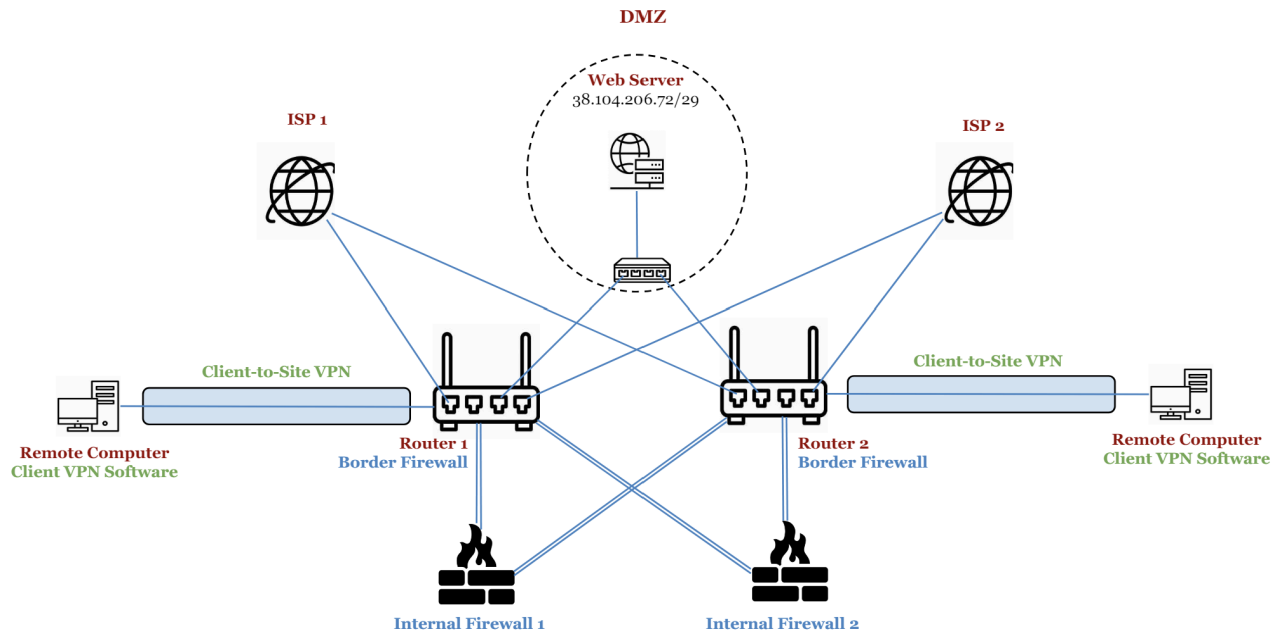 DMZ
Web Server
38.104.206.72/29
ISP 1
ISP 2
Client-to-Site VPN
Client-to-Site VPN
Remote Computer
Client VPN Software
Router 1
Border Firewall
Router 2
Border Firewall
Remote Computer
Client VPN Software
Internal Firewall 1
Internal Firewall 2